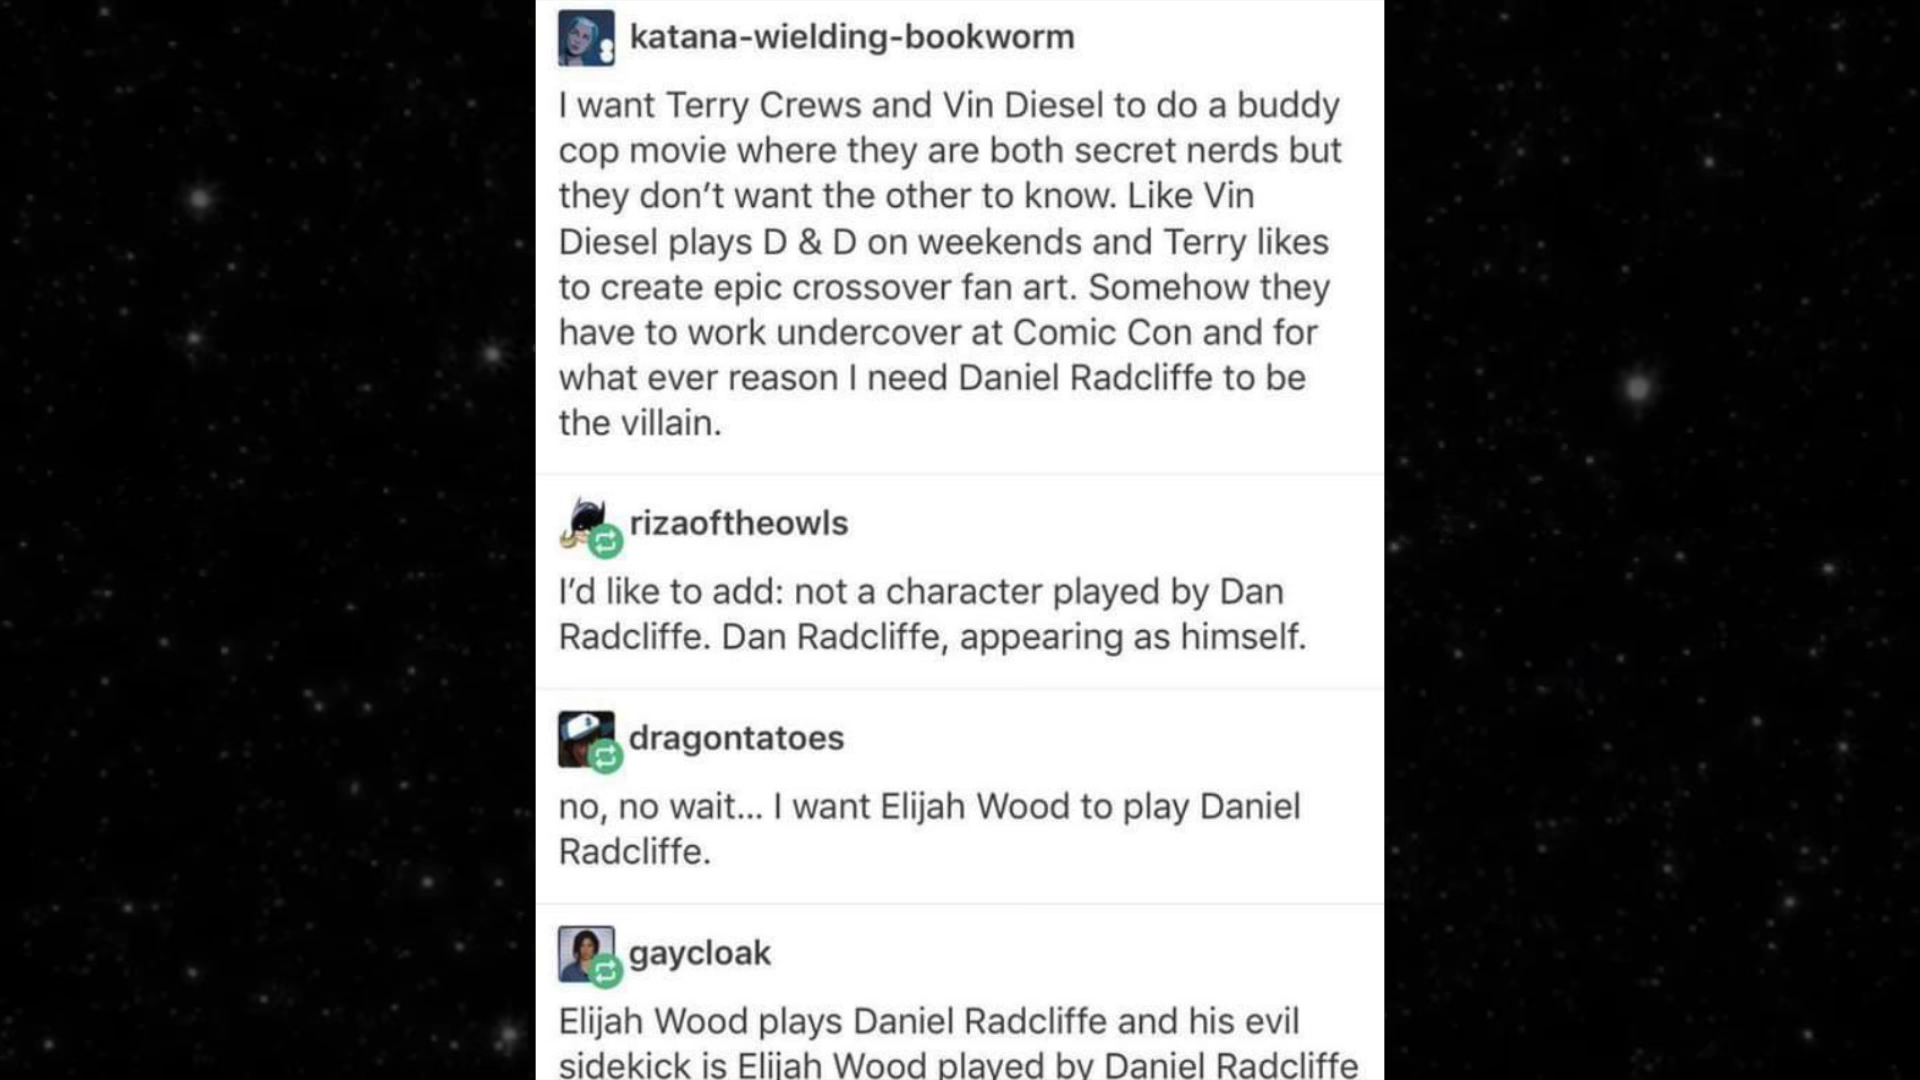 katana-wielding-bookworm
I want Terry Crews and Vin Diesel to do a buddy
cop movie where they are both secret nerds but
they don’t want the other to know. Like Vin
Diesel plays D & D on weekends and Terry likes
to create epic crossover fan art. Somehow they
have to work undercover at Comic Con and for
what ever reason I need Daniel Radcliffe to be
the villain.
rizaoftheowls
I’d like to add: not a character played by Dan
Radcliffe. Dan Radcliffe, appearing as himself.
dragontatoes
no, no wait... I want Elijah Wood to play Daniel
Radcliffe.
gaycloak
Elijah Wood plays Daniel Radcliffe and his evil
sidekick is Elijah Wood played by Daniel Radcliffe